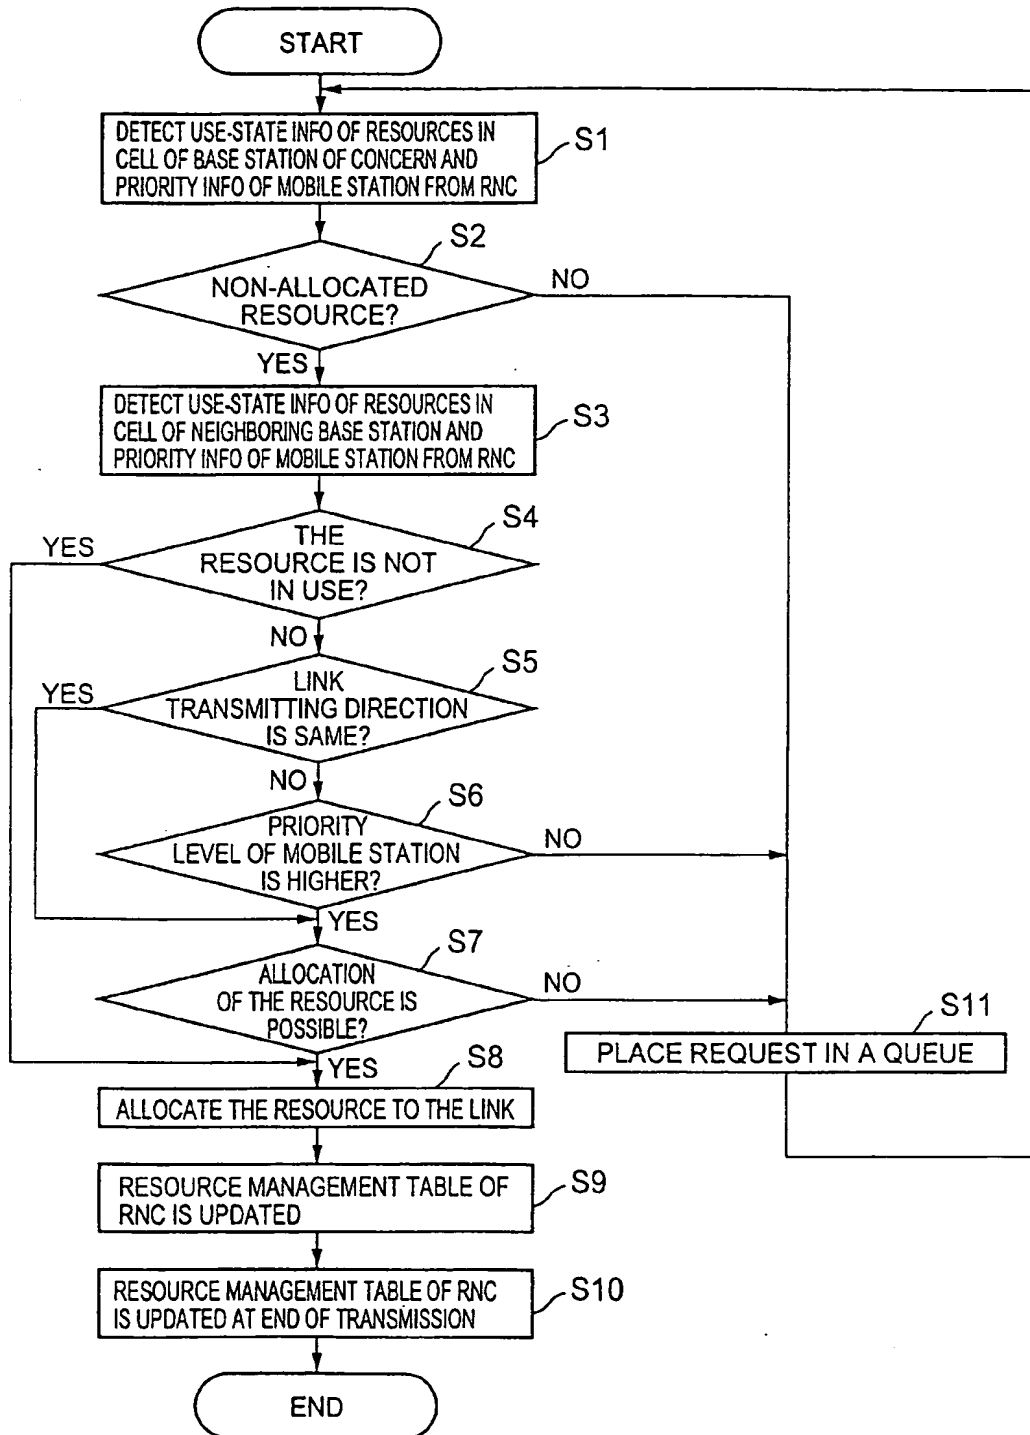 START
DETECT USE-STATE INFO OF RESOURCES IN
CELL OF BASE STATION OF CONCERN AND
PRIORITY INFO OF MOBILE STATION FROM RNC
S1
S2
NON-ALLOCATED
RESOURCE?
NO
YES
DETECT USE-STATE INFO OF RESOURCES IN
CELL OF NEIGHBORING BASE STATION AND
PRIORITY INFO OF MOBILE STATION FROM RNC
S3
S4
YES
THE
RESOURCE IS NOT
IN USE?
NO
S5
YES
LINK
TRANSMITTING DIRECTION
IS SAME?
NO
S6
PRIORITY
LEVEL OF MOBILE STATION
IS HIGHER?
NO
YES
S7
ALLOCATION
OF THE RESOURCE IS
POSSIBLE?
NO
S11
PLACE REQUEST IN A QUEUE
YES
S8
ALLOCATE THE RESOURCE TO THE LINK
RESOURCE MANAGEMENT TABLE OF
RNC IS UPDATED
S9
RESOURCE MANAGEMENT TABLE OF RNC
IS UPDATED AT END OF TRANSMISSION
S10
END